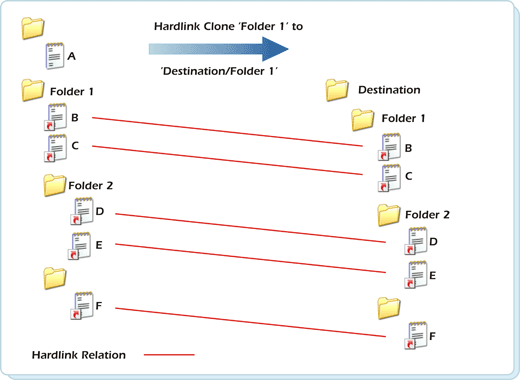 Hardlink Clone 'Folder 1' to
'Destination/Folder 1'
A
Folder 1
B
C
Folder 2
D
E
F
Destination
Folder 1
B
C
Folder 2
D
E
F
Hardlink Relation